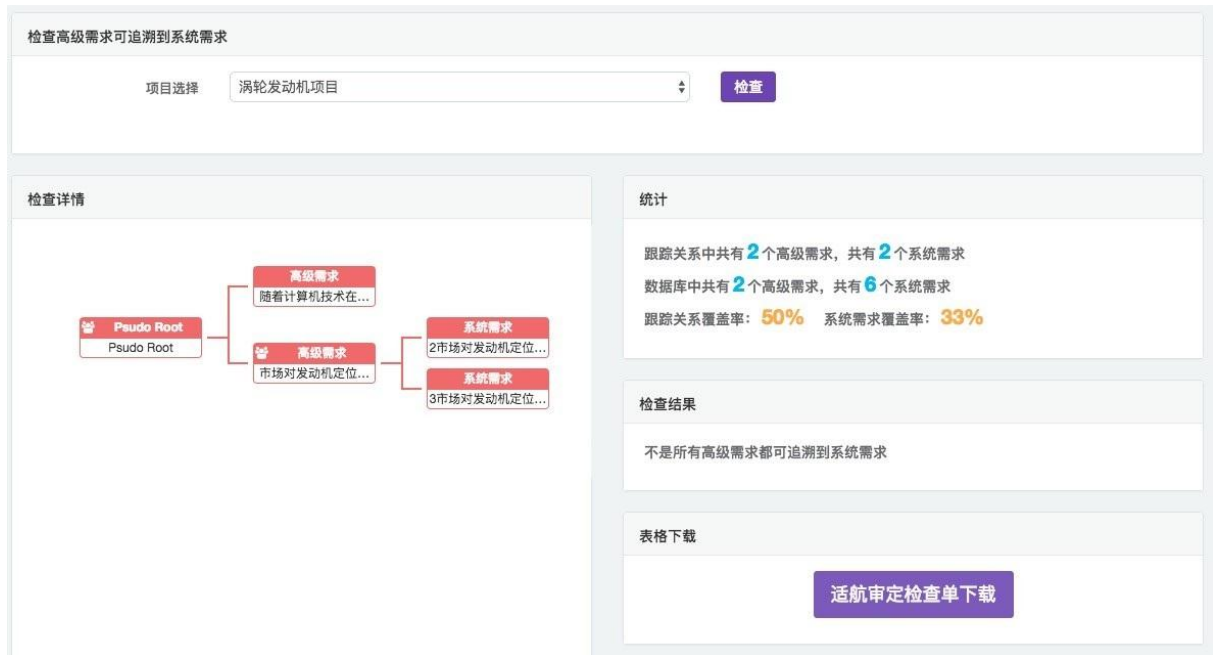 检查高级需求可追溯到系统需求
项目选择
涡轮发动机项目
检查
检查详情
Psudo Root
Psudo Root
高级需求
随着计算机技术在...
高级需求
市场对发动机定位...
系统需求
2市场对发动机定位...
系统需求
3市场对发动机定位...
统计
跟踪关系中共有2个高级需求，共有2个系统需求
数据库中共有2个高级需求，共有6个系统需求
跟踪关系覆盖率：50% 系统需求覆盖率：33%
检查结果
不是所有高级需求都可追溯到系统需求
表格下载
适航审定检查单下载